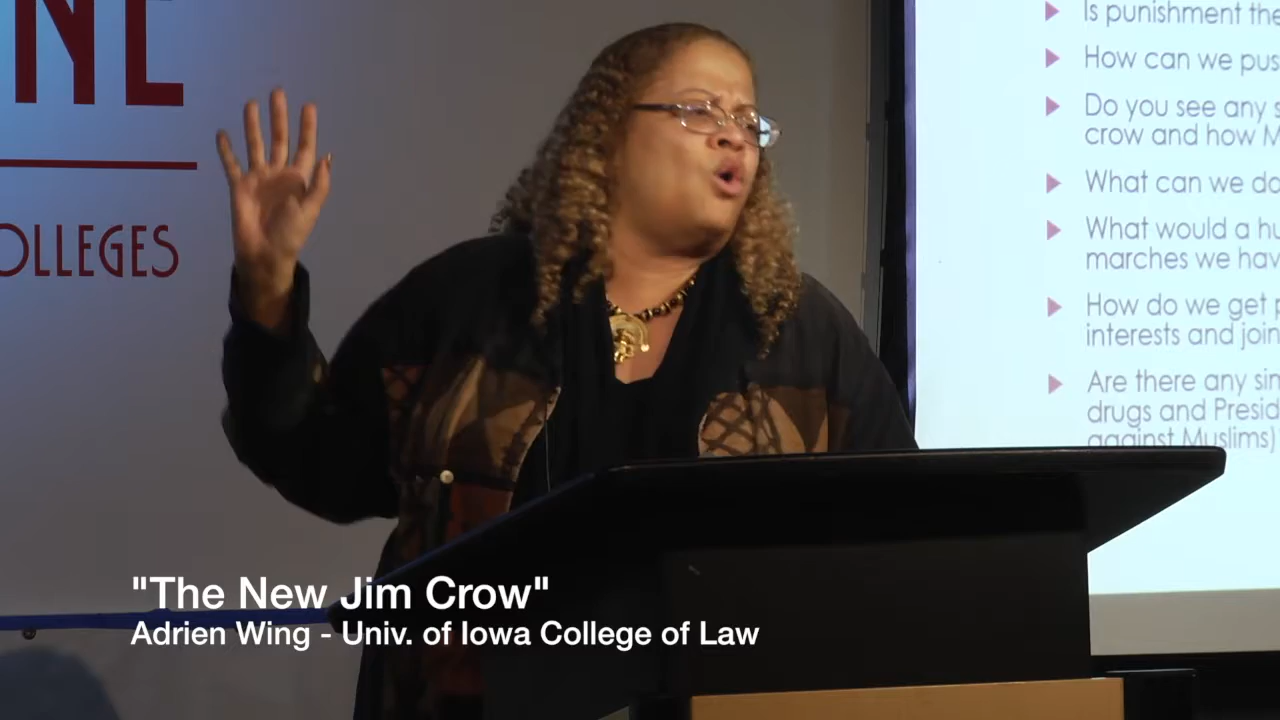 NE
OLLEGES
Is punishment the
How can we pus
Do you see any s
crow and how M
What can we do
What would a hu
marches we hav
How do we get p
interests and join
Are there any sim
drugs and Presid
against Muslims)
"The New Jim Crow"
Adrien Wing - Univ. of Iowa College of Law